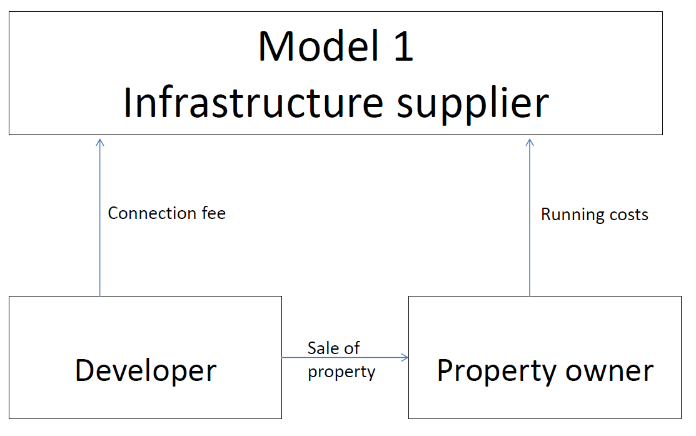 Model 1
Infrastructure supplier
Connection fee
Running costs
Sale of
property
Developer
Property owner